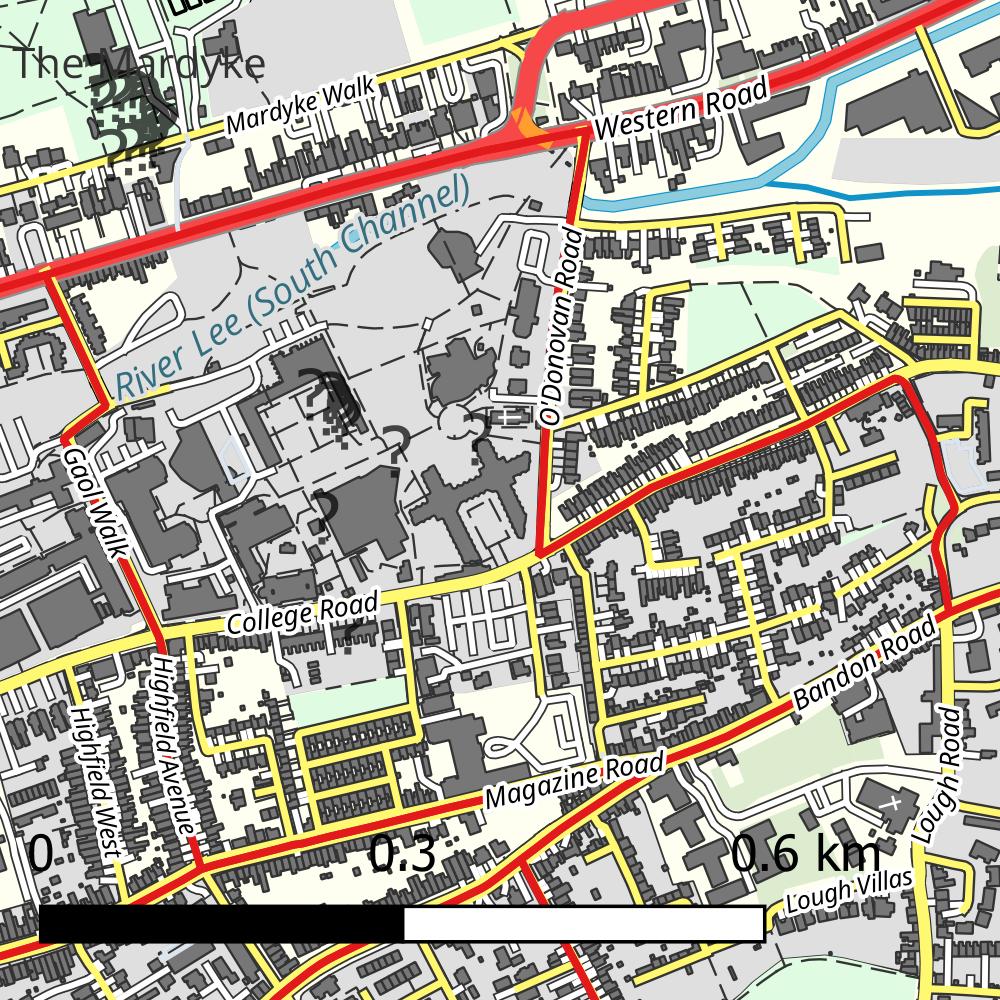 The Mardyke
Mardyke Walk
Western Road
River Lee (South Channel)
O'Donovan Road
?
?
?
?
Gaol Walk
College Road
Highfield Avenue
Highfield West
Bandon Road
Magazine Road
Lough Road
Lough Villas
0 0.3 0.6 km